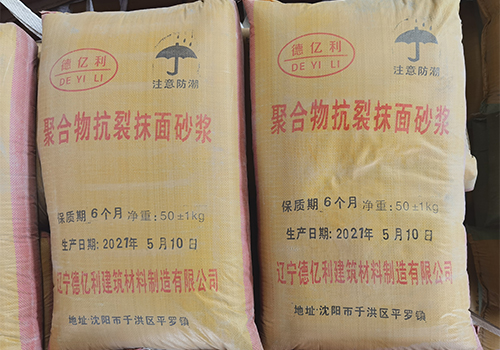 德亿利
DE YI LI
注意防潮
聚合物抗裂抹面砂浆
保质期 6个月 净重: 50±1kg
生产日期: 2021年 5月10日
辽宁德亿利建筑材料制造有限公司
地址·沈阳市于洪区平罗镇
德亿利
DE YI LI
注意防潮
聚合物抗裂抹面砂浆
保质期 6个月 净重: 50±1kg
生产日期: 2021年 5月10日
辽宁德亿利建筑材料制造有限公司
地址·沈阳市于洪区平罗镇